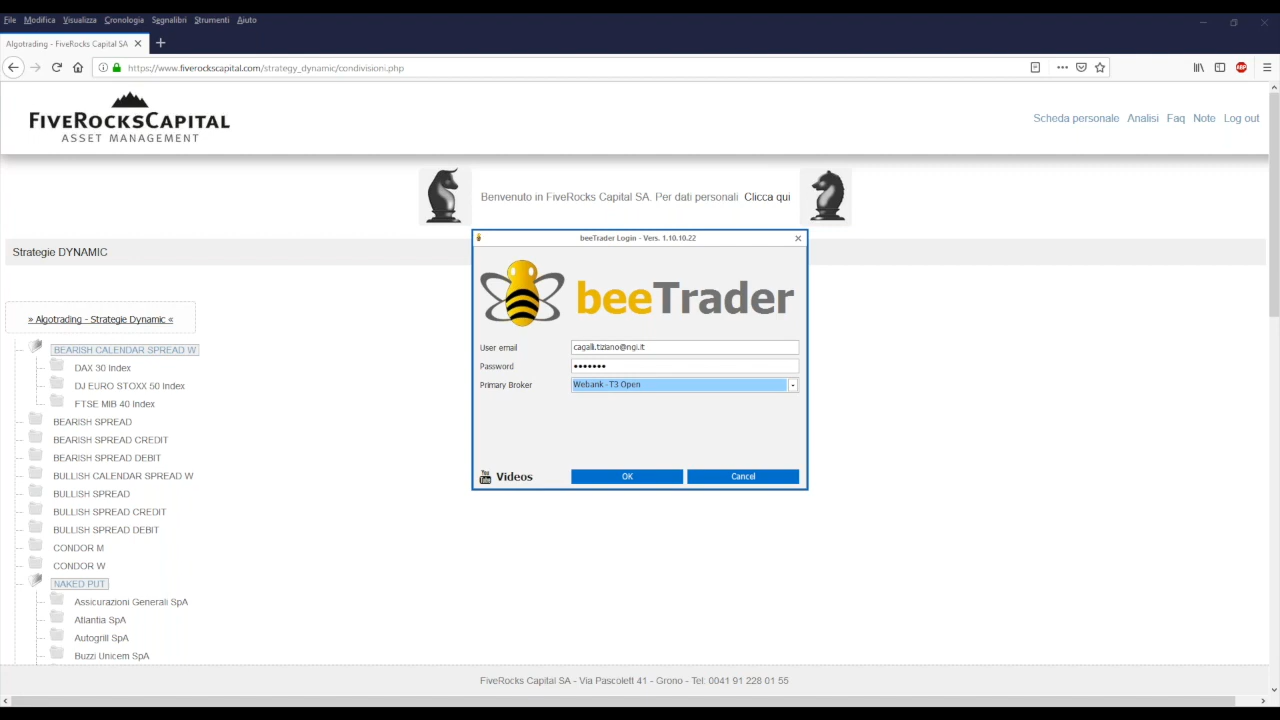 File Modifica Visualizza Cronologia Segnalibri Strumenti Aiuto
Algotrading - FiveRocks Capital SA
https://www.fiverockscapital.com/strategy_dynamic/condivisioni.php
ABP
FIVEROCKSCAPITAL
ASSET MANAGEMENT
Scheda personale Analisi Faq Note Log out
Benvenuto in FiveRocks Capital SA. Per dati personali Clicca qui
Strategie DYNAMIC
beeTrader Login - Vers. 1.10.10.22
beeTrader
User email cagalli.tiziano@ngi.it
Password •••••••
Primary Broker Webank - T3 Open
You Tube Videos
OK Cancel
» Algotrading - Strategie Dynamic «
BEARISH CALENDAR SPREAD W
DAX 30 Index
DJ EURO STOXX 50 Index
FTSE MIB 40 Index
BEARISH SPREAD
BEARISH SPREAD CREDIT
BEARISH SPREAD DEBIT
BULLISH CALENDAR SPREAD W
BULLISH SPREAD
BULLISH SPREAD CREDIT
BULLISH SPREAD DEBIT
CONDOR M
CONDOR W
NAKED PUT
Assicurazioni Generali SpA
Atlantia SpA
Autogrill SpA
Buzzi Unicem SpA
FiveRocks Capital SA - Via Pascolett 41 - Grono - Tel: 0041 91 228 01 55